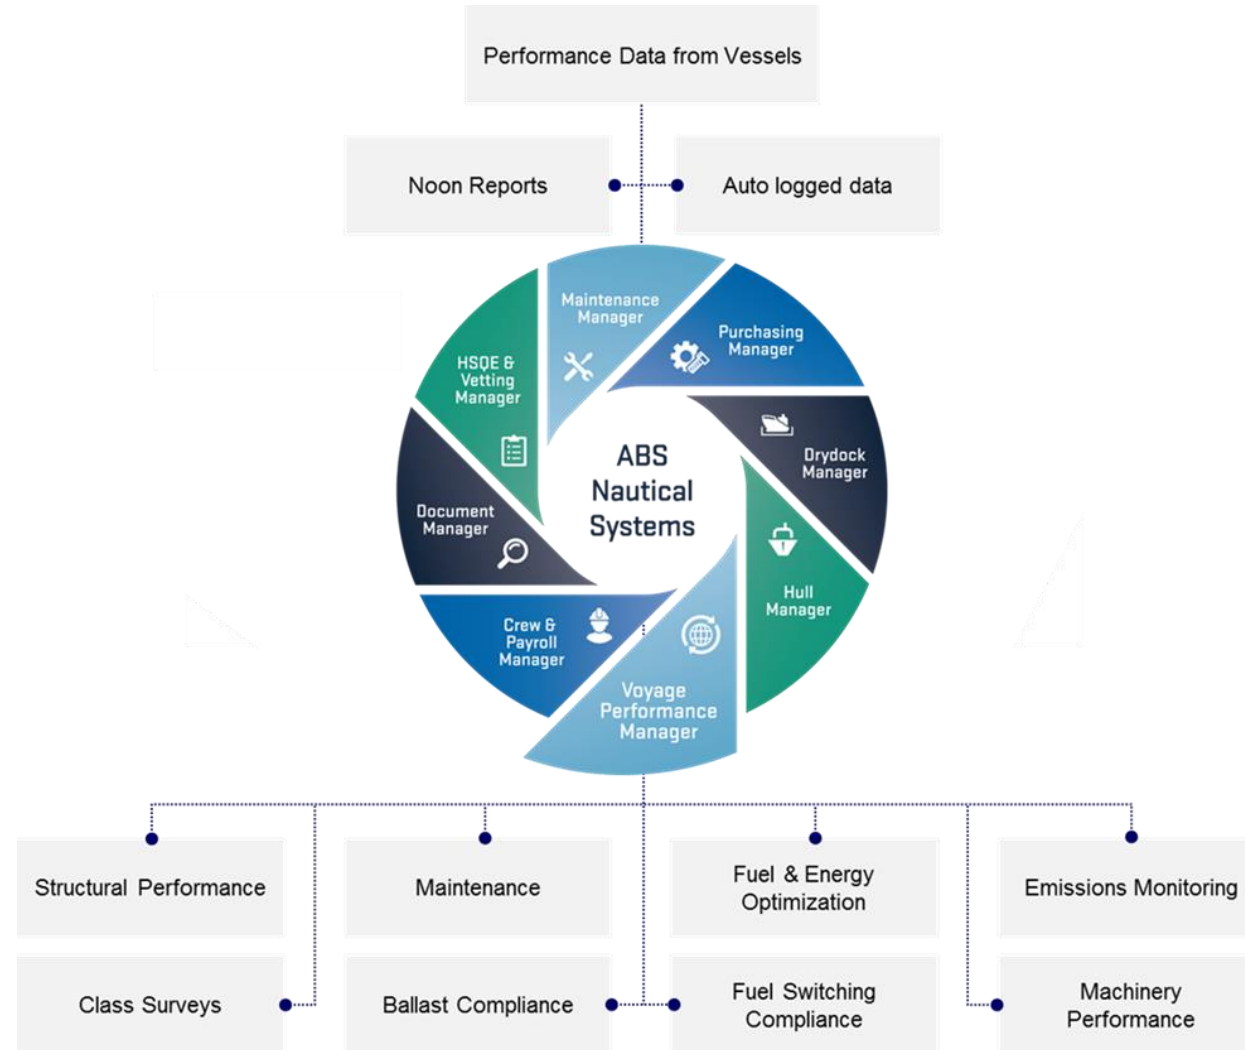 Performance Data from Vessels
Noon Reports
Auto logged data
Maintenance
Manager
Purchasing
Manager
HSQE &
Vetting
Manager
Drydock
Manager
ABS
Nautical
Systems
Document
Manager
Hull
Manager
Crew &
Payroll
Manager
Voyage
Performance
Manager
Structural Performance
Maintenance
Fuel & Energy
Optimization
Emissions Monitoring
Class Surveys
Ballast Compliance
Fuel Switching
Compliance
Machinery
Performance